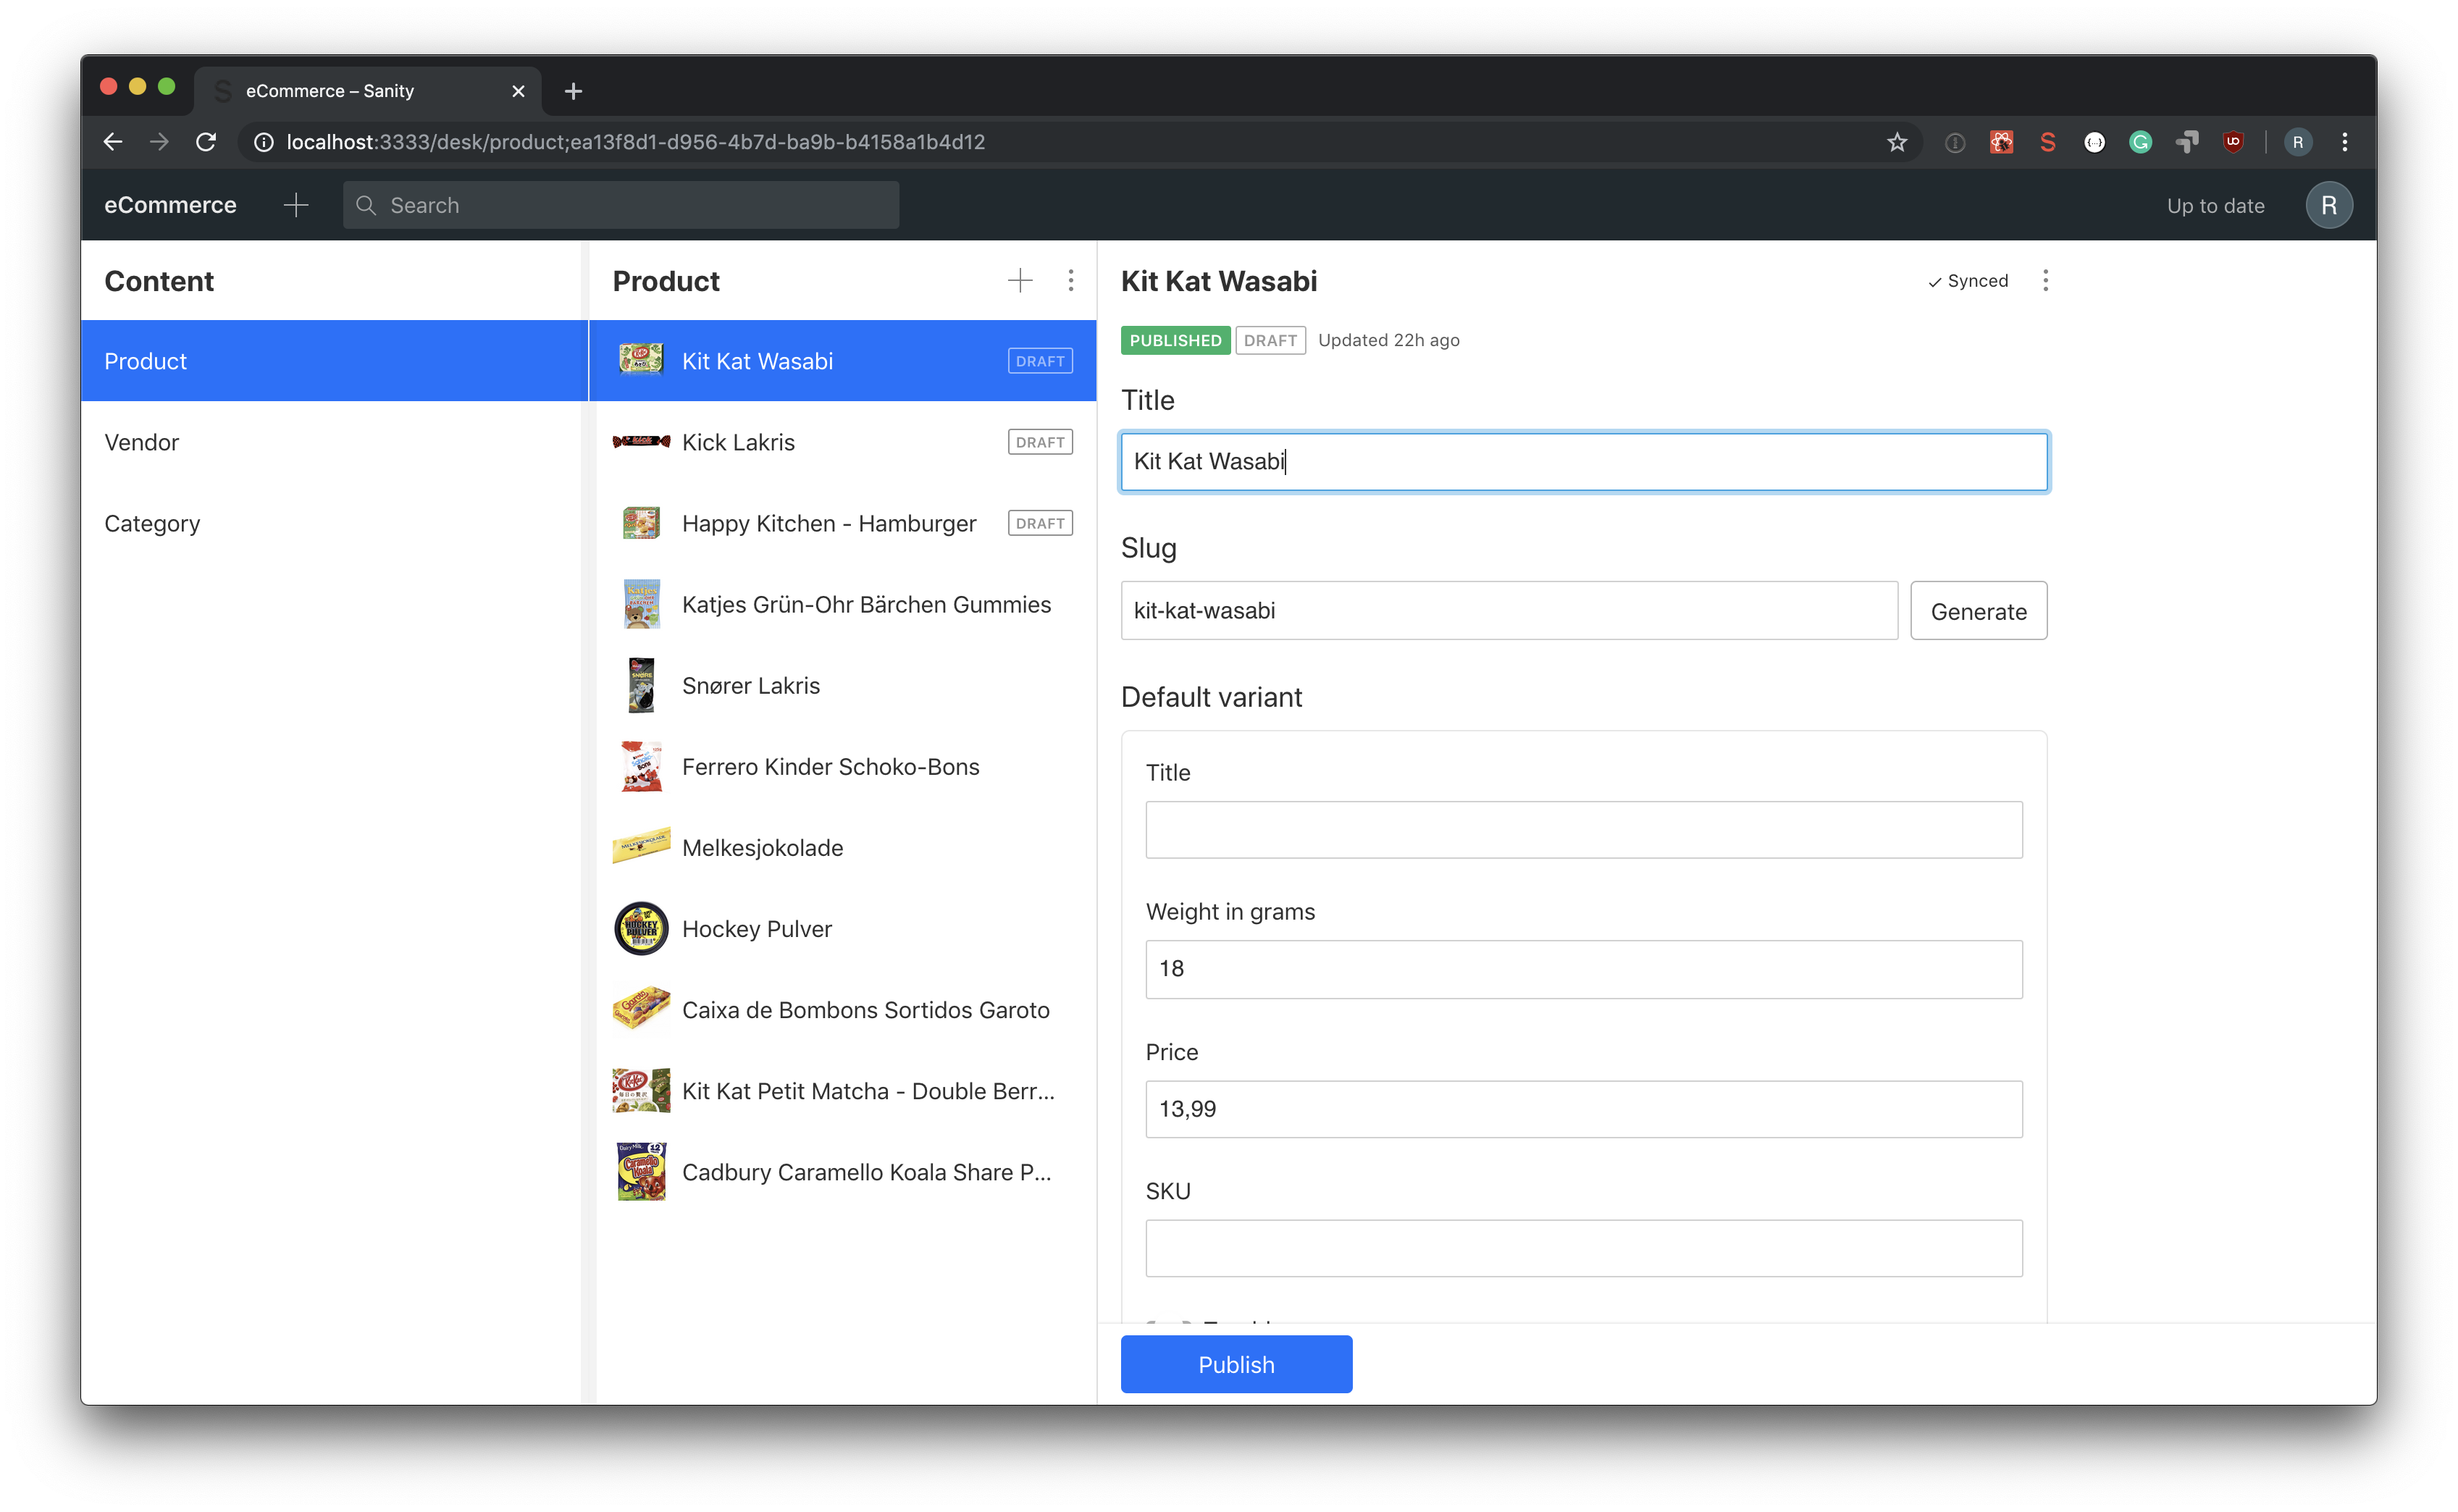 eCommerce – Sanity
localhost:3333/desk/product;ea13f8d1-d956-4b7d-ba9b-b4158a1b4d12
R
eCommerce
Search
Up to date
R
Content
Product
Vendor
Category
Product
Kit Kat Wasabi
DRAFT
Kick Lakris
DRAFT
Happy Kitchen - Hamburger
DRAFT
Katjes Grün-Ohr Bärchen Gummies
Snører Lakris
Ferrero Kinder Schoko-Bons
Melkesjokolade
Hockey Pulver
HOCKEY
PULVER
Caixa de Bombons Sortidos Garoto
Garoto
Kit Kat Petit Matcha - Double Berr...
Cadbury Caramello Koala Share P...
Kit Kat Wasabi
Synced
PUBLISHED DRAFT Updated 22h ago
Title
Kit Kat Wasabi
Slug
kit-kat-wasabi
Generate
Default variant
Title
Weight in grams
18
Price
13,99
SKU
Publish